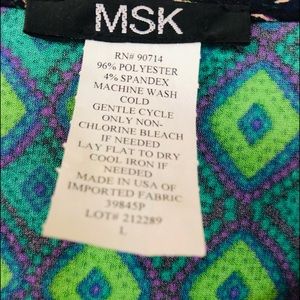 MSK
RN# 90714
96% POLYESTER
4% SPANDEX
MACHINE WASH
COLD
GENTLE CYCLE
ONLY NON-
CHLORINE BLEACH
IF NEEDED
LAY FLAT TO DRY
COOL IRON IF
NEEDED
MADE IN USA OF
IMPORTED FABRIC
39845P
LOT# 212289
L